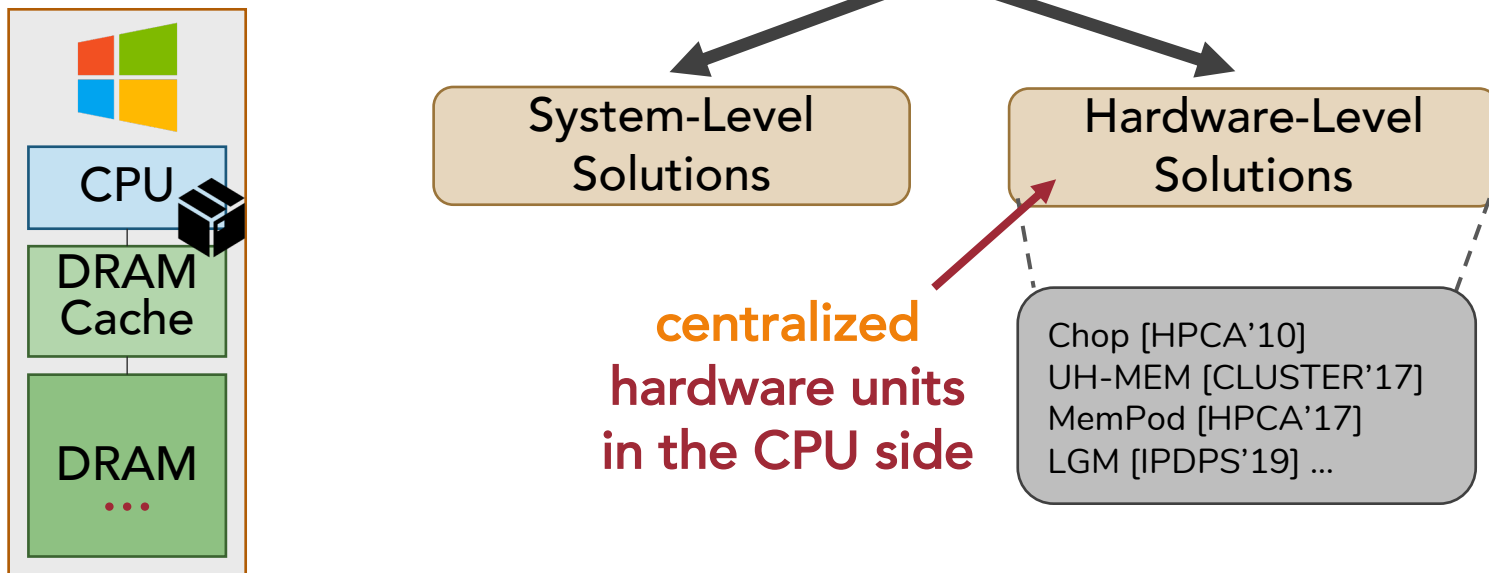 CPU
DRAM
Cache
DRAM
...
System-Level
Solutions
Hardware-Level
Solutions
centralized
hardware units
in the CPU side
Chop [HPCA’10]
UH-MEM [CLUSTER’17]
MemPod [HPCA’17]
LGM [IPDPS’19] ...